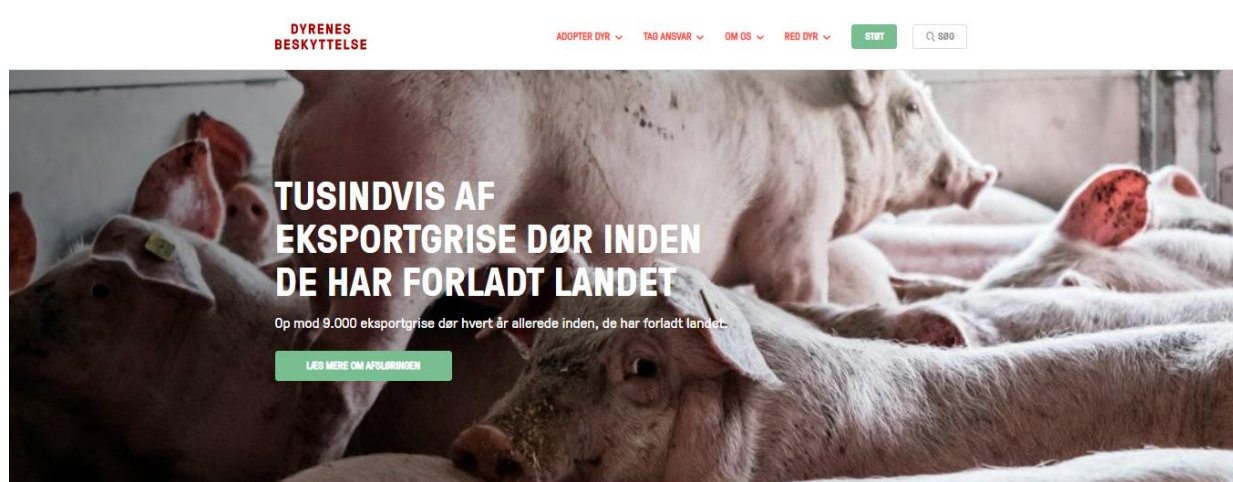 DYRENES
BESKYTTELSE
ADOPTER DYR
TAG ANSVAR
OM OS
RED DYR
STØT
SØG
TUSINDVIS AF
EKSPORTGRISE DØR INDEN
DE HAR FORLADT LANDET
Op mod 9.000 eksportgrise dør hvert år allerede inden, de har forladt landet.
LÆS MERE OM AFSLØRINGEN